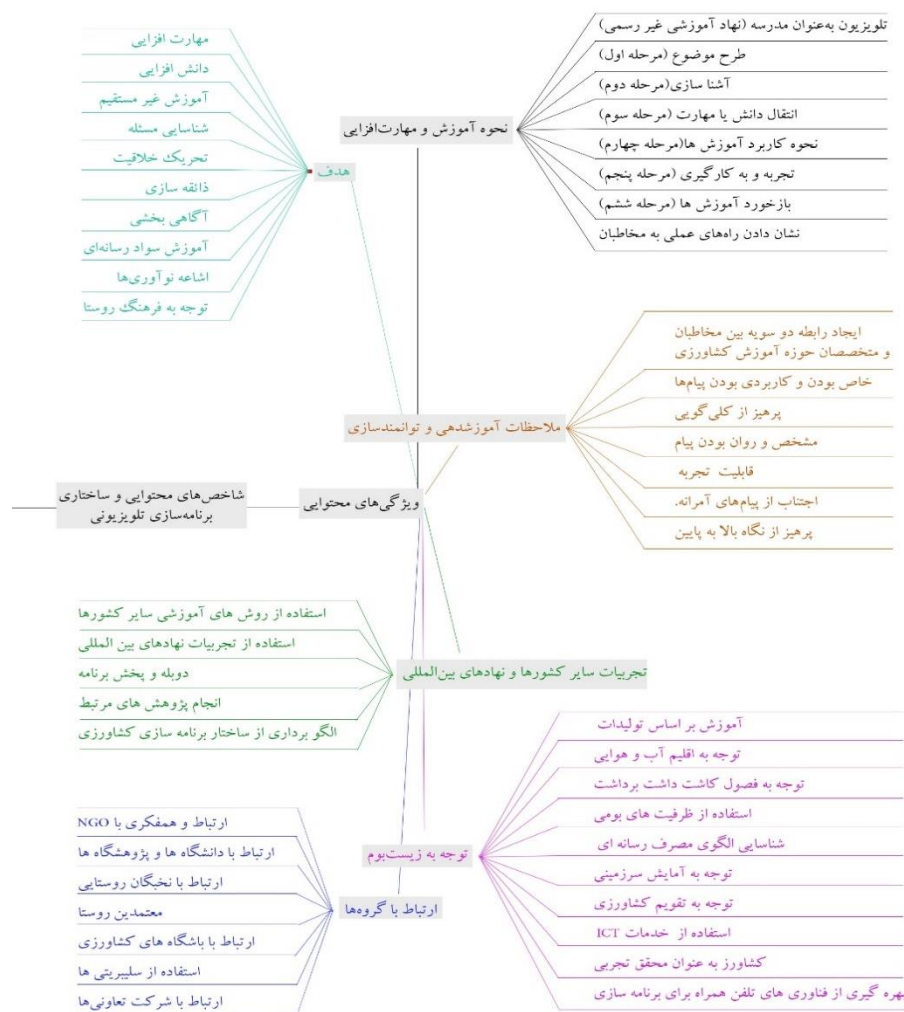 تلویزیون به‌عنوان مدرسه (نهاد آموزشی غیر رسمی)
طرح موضوع (مرحله اول)
آشنا سازی(مرحله دوم)
انتقال دانش یا مهارت (مرحله سوم)
نحوه کاربرد آموزش ها(مرحله چهارم)
تجربه و به کارگیری (مرحله پنجم)
بازخورد آموزش ها (مرحله ششم)
نشان دادن راه‌های عملی به مخاطبان
نحوه آموزش و مهارت‌افزایی
مهارت افزایی
دانش افزایی
آموزش غیر مستقیم
شناسایی مسئله
تحریک خلاقیت
ذائقه سازی
آگاهی بخشی
آموزش سواد رسانه‌ای
اشاعه نوآوری‌ها
توجه به فرهنگ روستا
هدف
ایجاد رابطه دو سویه بین مخاطبان
و متخصصان حوزه آموزش کشاورزی
خاص بودن و کاربردی بودن پیام‌ها
پرهیز از کلی‌گویی
مشخص و روان بودن پیام
قابلیت تجربه
اجتناب از پیام‌های آمرانه.
پرهیز از نگاه بالا به پایین
ملاحظات آموزشدهی و توانمندسازی
ویژگی‌های محتوایی
شاخص‌های محتوایی و ساختاری
برنامه‌سازی تلویزیونی
استفاده از روش های آموزشی سایر کشورها
استفاده از تجربیات نهادهای بین المللی
دوبله و پخش برنامه
انجام پژوهش های مرتبط
الگو برداری از ساختار برنامه سازی کشاورزی
تجربیات سایر کشورها و نهادهای بین‌المللی
آموزش بر اساس تولیدات
توجه به اقلیم آب و هوایی
توجه به فصول کاشت داشت برداشت
استفاده از ظرفیت های بومی
شناسایی الگوی مصرف رسانه ای
توجه به آمایش سرزمینی
توجه به تقویم کشاورزی
استفاده از خدمات ICT
کشاورز به عنوان محقق تجربی
بهره گیری از فناوری های تلفن همراه برای برنامه سازی
توجه به زیست‌بوم
ارتباط و همفکری با NGO
ارتباط با دانشگاه ها و پژوهشگاه ها
ارتباط با نخبگان روستایی
معتمدین روستا
ارتباط با باشگاه های کشاورزی
استفاده از سلیبریتی ها
ارتباط با شرکت تعاونی‌ها
ارتباط با گروه‌ها